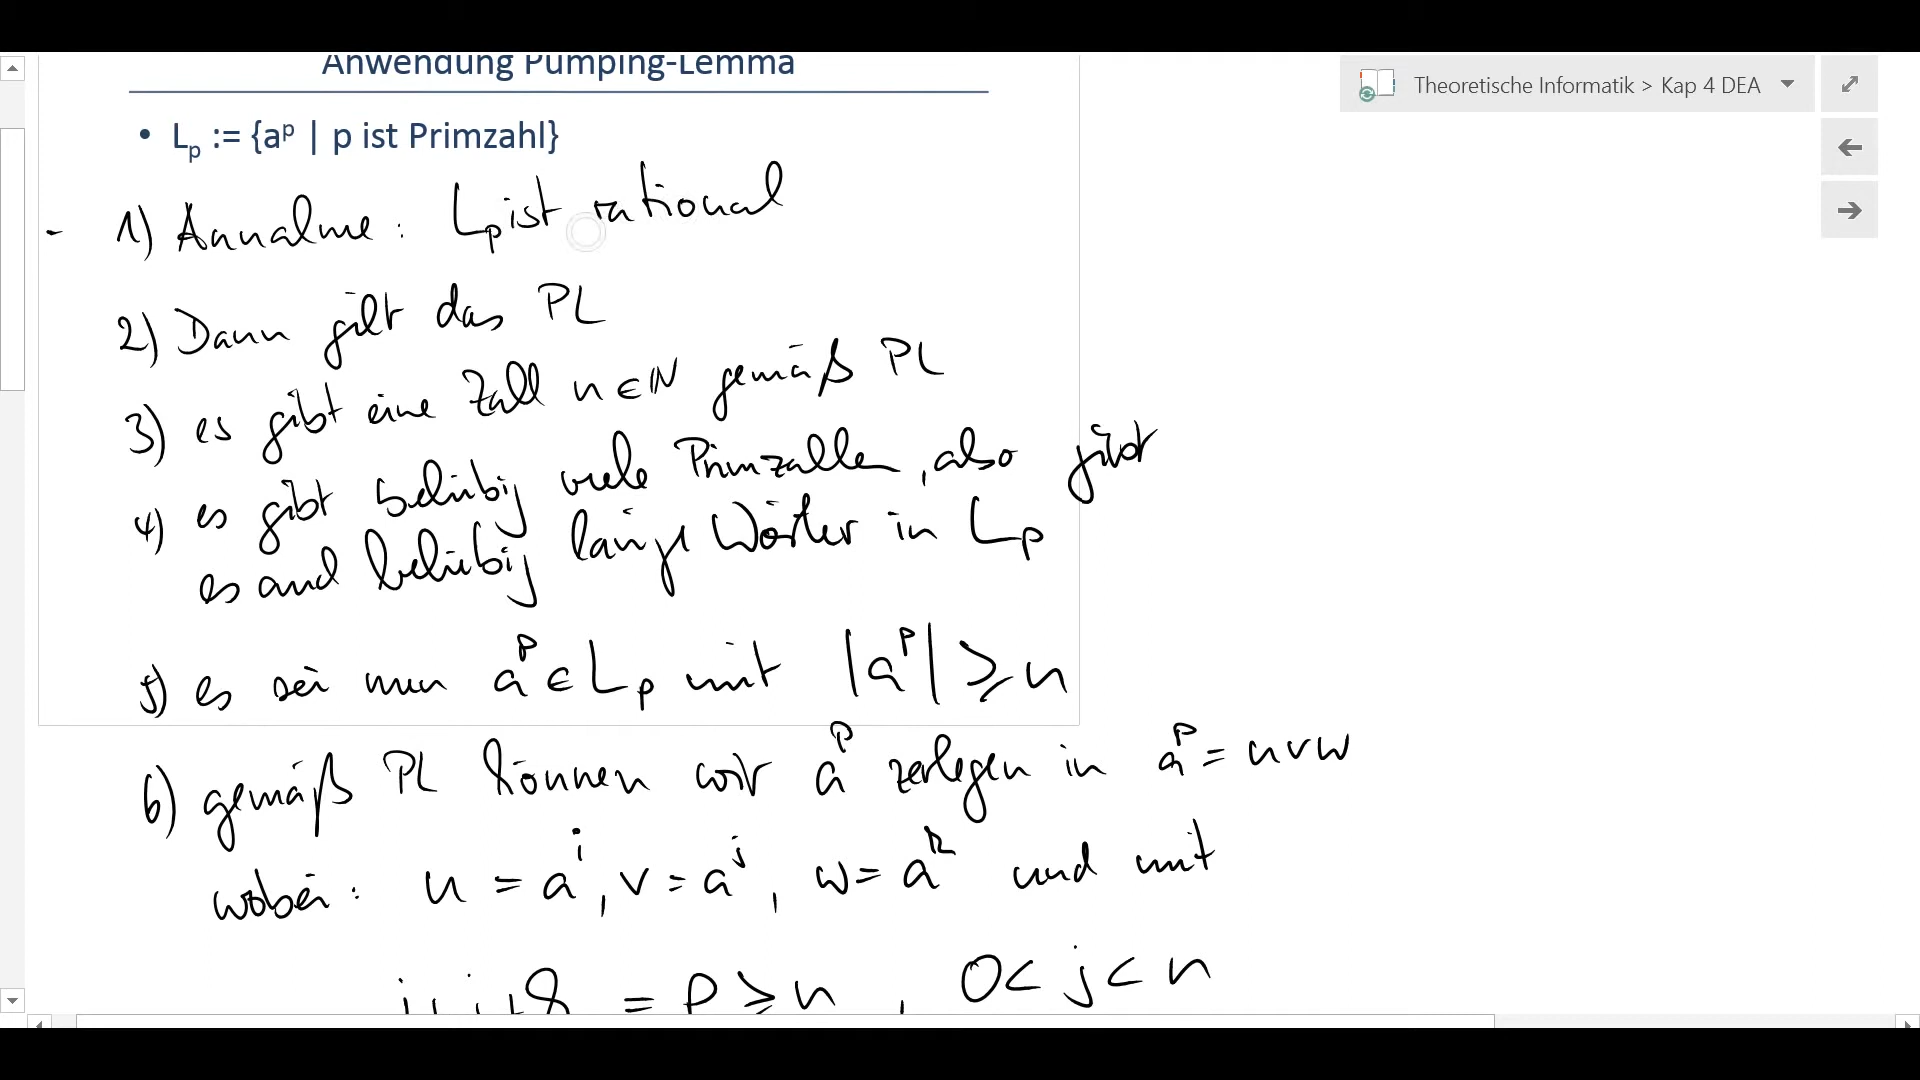 Anwendung Pumping-Lemma
Theoretische Informatik > Kap 4 DEA
• Lp := {aᵖ | p ist Primzahl}
- 1) Annahme: Lp ist rational
2) Dann gilt das PL
3) es gibt eine Zahl n ∈ ℕ gemäß PL
4) es gibt beliebig viele Primzahlen, also gibt
es auch beliebig lange Wörter in Lp
5) es sei nun aᵖ ∈ Lp mit |aᵖ| ≥ n
6) gemäß PL können wir aᵖ zerlegen in aᵖ = uvw
wobei: u = aⁱ, v = aʲ, w = aᵏ und mit
i+j+k = p ≥ n, 0 < j < n